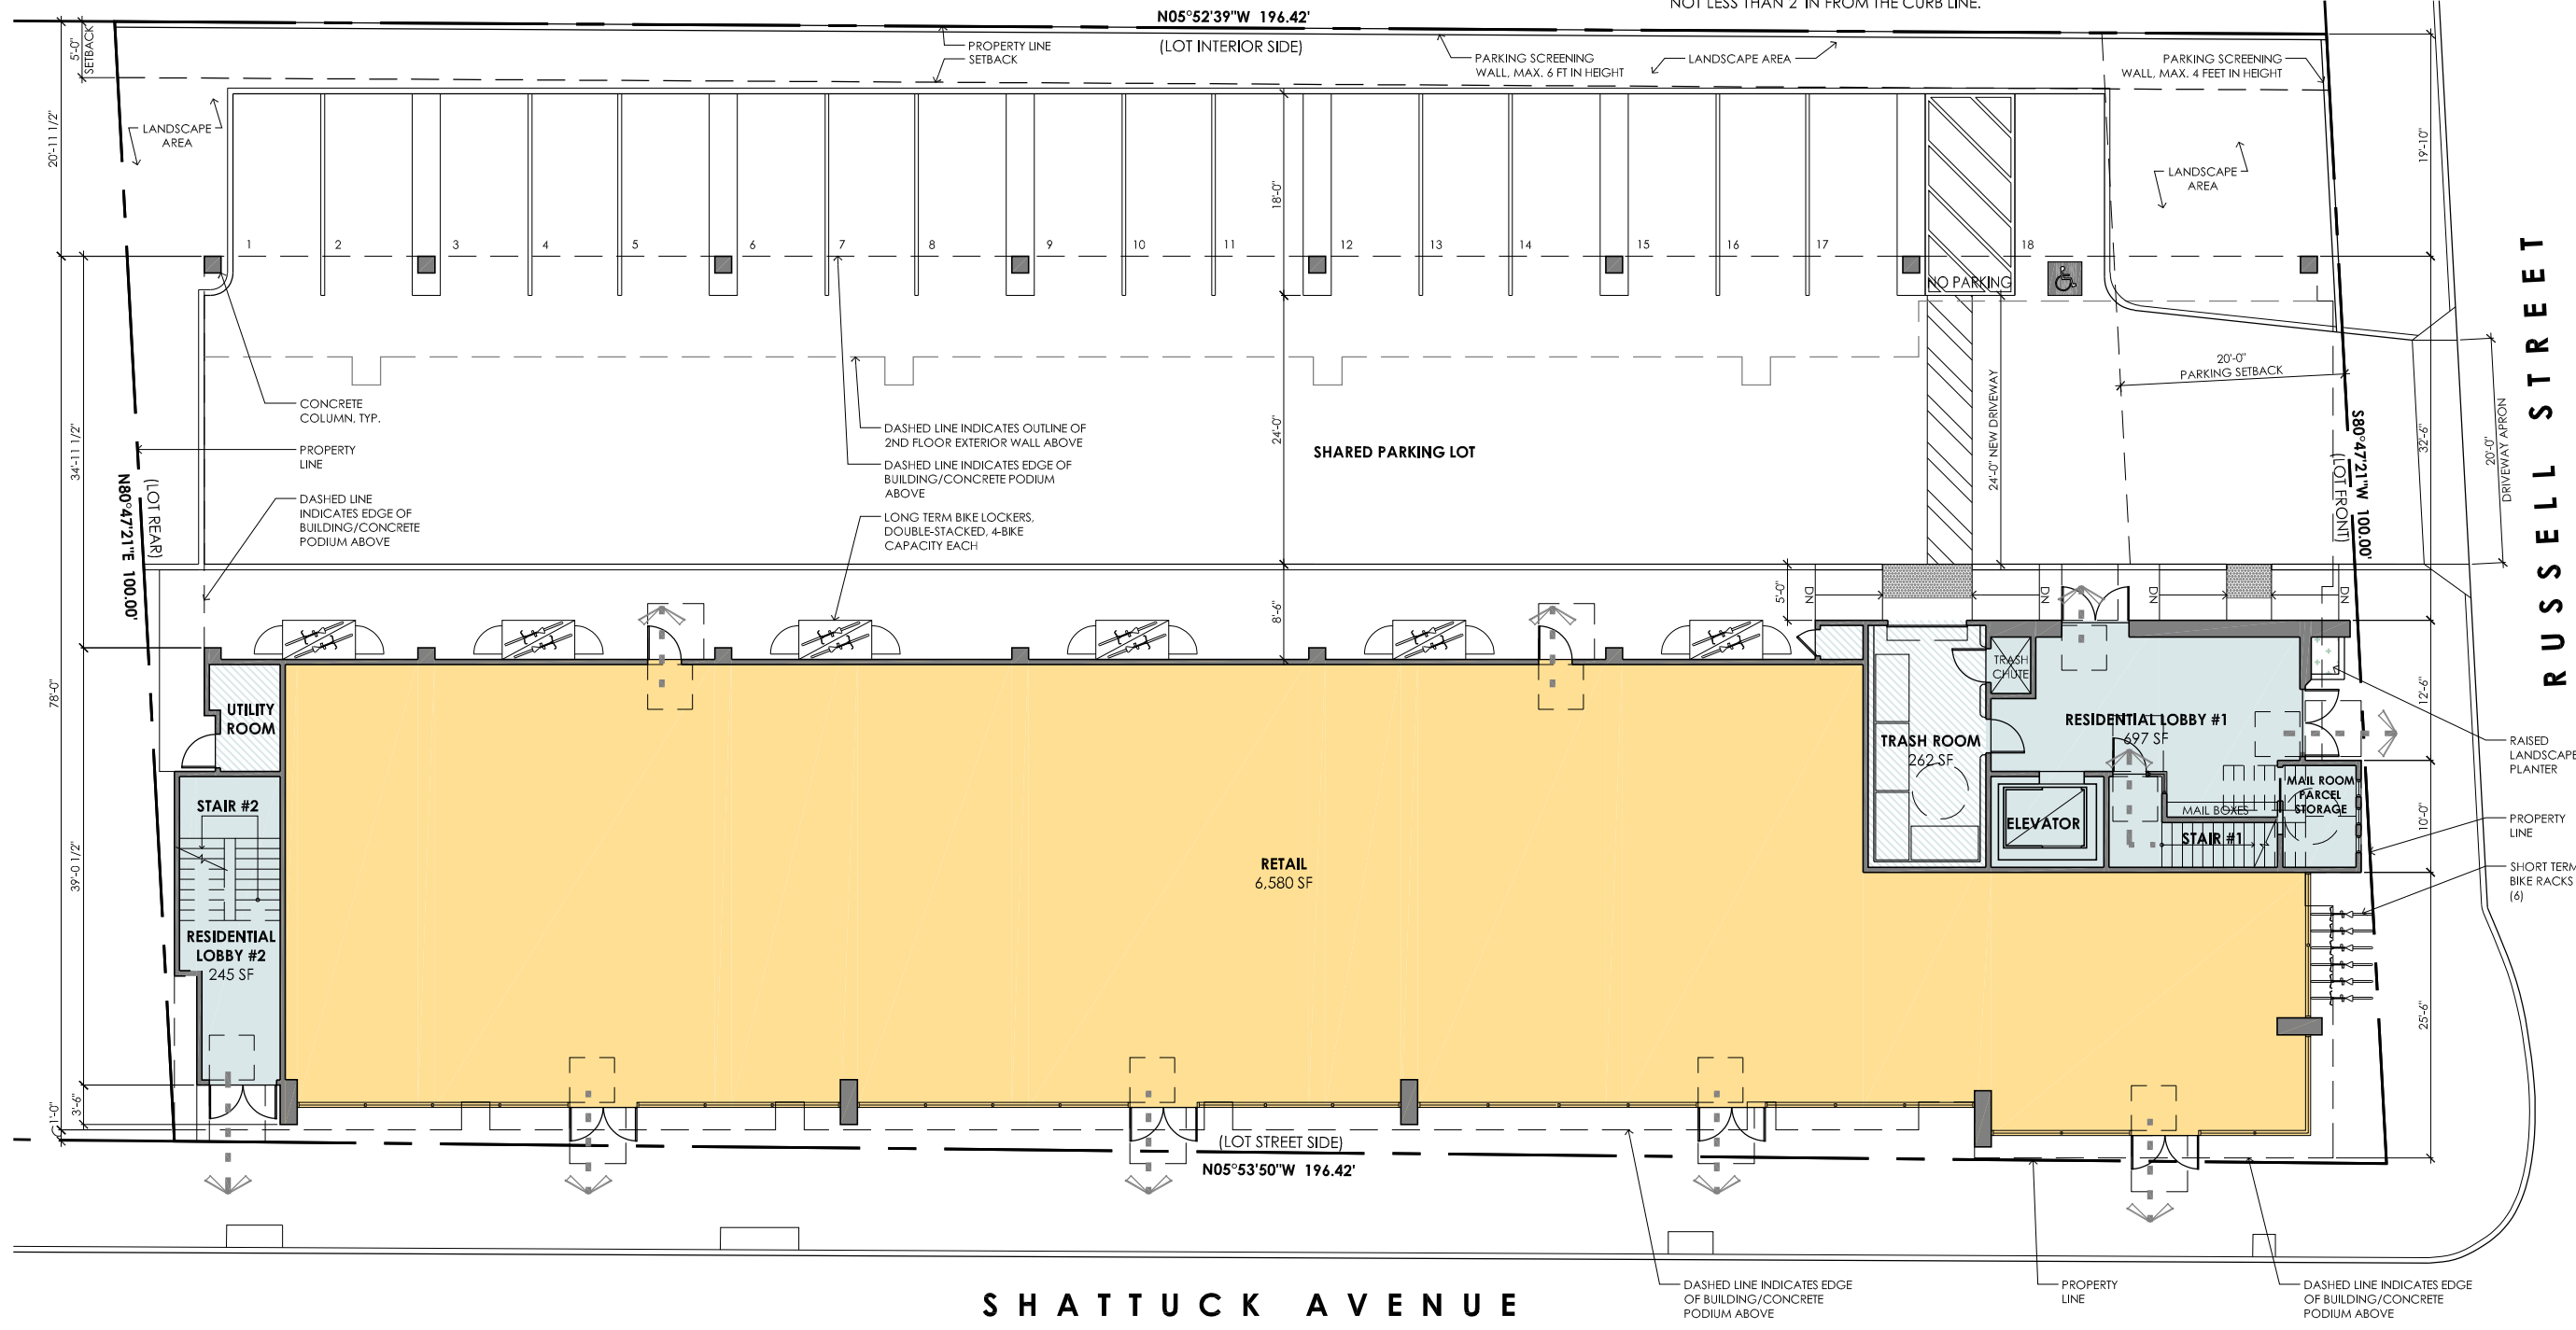 NOT LESS THAN 2' IN FROM THE CURB LINE.
N05°52'39"W 196.42'
(LOT INTERIOR SIDE)
5'-0"
SETBACK
PROPERTY LINE
SETBACK
PARKING SCREENING
WALL, MAX. 6 FT IN HEIGHT
LANDSCAPE AREA
PARKING SCREENING
WALL, MAX. 4 FEET IN HEIGHT
20'-11 1/2"
LANDSCAPE
AREA
18'-0"
LANDSCAPE
AREA
19'-10"
1
2
3
4
5
6
7
8
9
10
11
12
13
14
15
16
17
18
NO PARKING
RUSSELL STREET
20'-0"
PARKING SETBACK
CONCRETE
COLUMN, TYP.
PROPERTY
LINE
DASHED LINE
INDICATES EDGE OF
BUILDING/CONCRETE
PODIUM ABOVE
34'-11 1/2"
(LOT REAR)
N80°47'21"E 100.00'
DASHED LINE INDICATES OUTLINE OF
2ND FLOOR EXTERIOR WALL ABOVE
DASHED LINE INDICATES EDGE OF
BUILDING/CONCRETE PODIUM
ABOVE
LONG TERM BIKE LOCKERS,
DOUBLE-STACKED, 4-BIKE
CAPACITY EACH
24'-0"
SHARED PARKING LOT
24'-0" NEW DRIVEWAY
S80°47'21"W 100.00'
(LOT FRONT)
32'-6"
20'-0"
DRIVEWAY APRON
8'-6"
5'-0"
DN
DN
DN
DN
78'-0"
UTILITY
ROOM
TRASH
CHUTE
TRASH ROOM
262 SF
RESIDENTIAL LOBBY #1
697 SF
12'-6"
RAISED
LANDSCAPE
PLANTER
MAIL ROOM
PARCEL
STORAGE
MAIL BOXES
STAIR #1
ELEVATOR
10'-0"
PROPERTY
LINE
SHORT TERM
BIKE RACKS
(6)
STAIR #2
39'-0 1/2"
RETAIL
6,580 SF
RESIDENTIAL
LOBBY #2
245 SF
25'-6"
3'-6"
1'-0"
(LOT STREET SIDE)
N05°53'50"W 196.42'
SHATTUCK AVENUE
DASHED LINE INDICATES EDGE
OF BUILDING/CONCRETE
PODIUM ABOVE
PROPERTY
LINE
DASHED LINE INDICATES EDGE
OF BUILDING/CONCRETE
PODIUM ABOVE